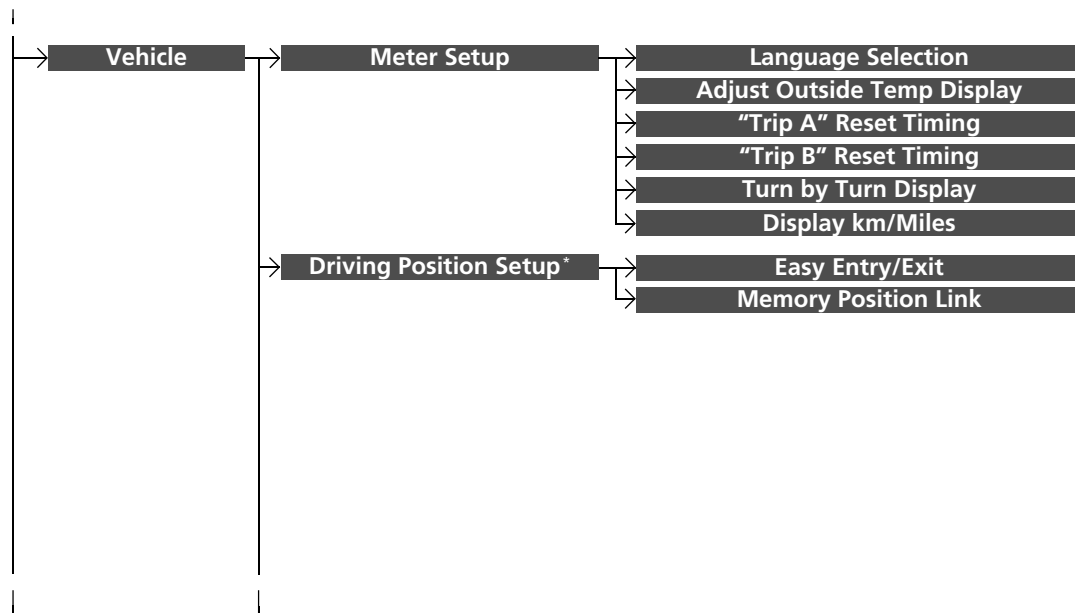 Vehicle
Meter Setup
Language Selection
Adjust Outside Temp Display
“Trip A” Reset Timing
“Trip B” Reset Timing
Turn by Turn Display
Display km/Miles
Driving Position Setup*
Easy Entry/Exit
Memory Position Link